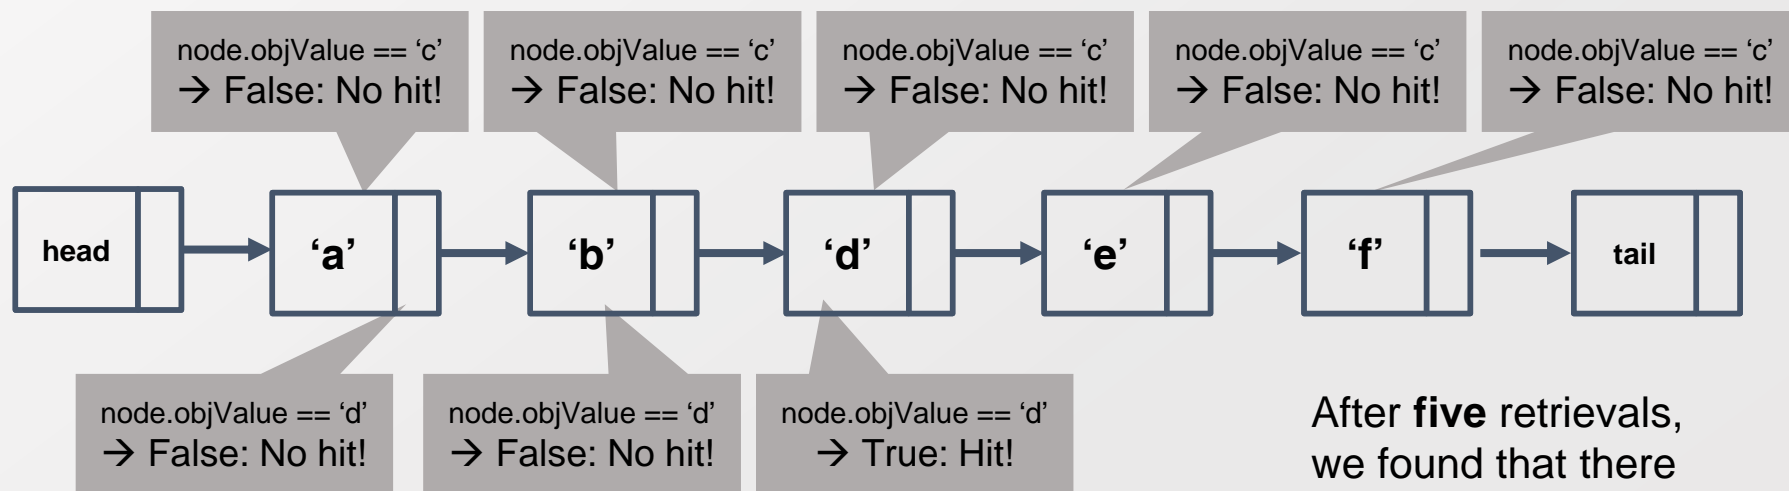 node.objValue == ‘c’
→ False: No hit!
node.objValue == ‘c’
→ False: No hit!
node.objValue == ‘c’
→ False: No hit!
node.objValue == ‘c’
→ False: No hit!
node.objValue == ‘c’
→ False: No hit!
head
‘a’
‘b’
‘d’
‘e’
‘f’
tail
node.objValue == ‘d’
→ False: No hit!
node.objValue == ‘d’
→ False: No hit!
node.objValue == ‘d’
→ True: Hit!
After five retrievals,
we found that there